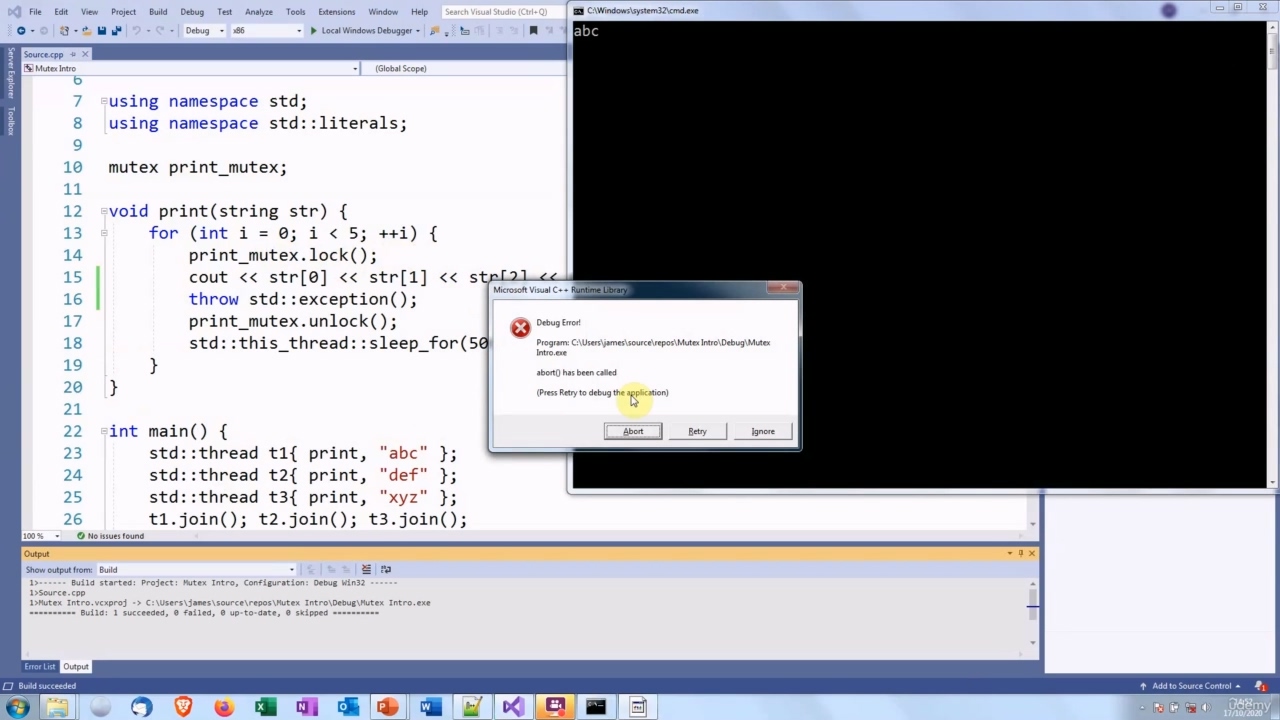 File Edit View Project Build Debug Test Analyze Tools Extensions Window Help Search Visual Studio (Ctrl+Q)
C:\Windows\system32\cmd.exe
Debug x86 Local Windows Debugger
abc
Source.cpp
Mutex Intro (Global Scope)
Server Explorer
Toolbox
6
7 using namespace std;
8 using namespace std::literals;
9
10 mutex print_mutex;
11
12 void print(string str) {
13 for (int i = 0; i < 5; ++i) {
14 print_mutex.lock();
15 cout << str[0] << str[1] << str[2] <<
16 throw std::exception();
17 print_mutex.unlock();
18 std::this_thread::sleep_for(50
19 }
20 }
21
22 int main() {
23 std::thread t1{ print, "abc" };
24 std::thread t2{ print, "def" };
25 std::thread t3{ print, "xyz" };
26 t1.join(); t2.join(); t3.join();
Microsoft Visual C++ Runtime Library
Debug Error!
Program: C:\Users\james\source\repos\Mutex Intro\Debug\Mutex
Intro.exe
abort() has been called
(Press Retry to debug the application)
Abort Retry Ignore
100 % No issues found
Output
Show output from: Build
1>------ Build started: Project: Mutex Intro, Configuration: Debug Win32 ------
1>Source.cpp
1>Mutex Intro.vcxproj -> C:\Users\james\source\repos\Mutex Intro\Debug\Mutex Intro.exe
========== Build: 1 succeeded, 0 failed, 0 up-to-date, 0 skipped ==========
Error List Output
Build succeeded Add to Source Control
udemy
17/10/2020